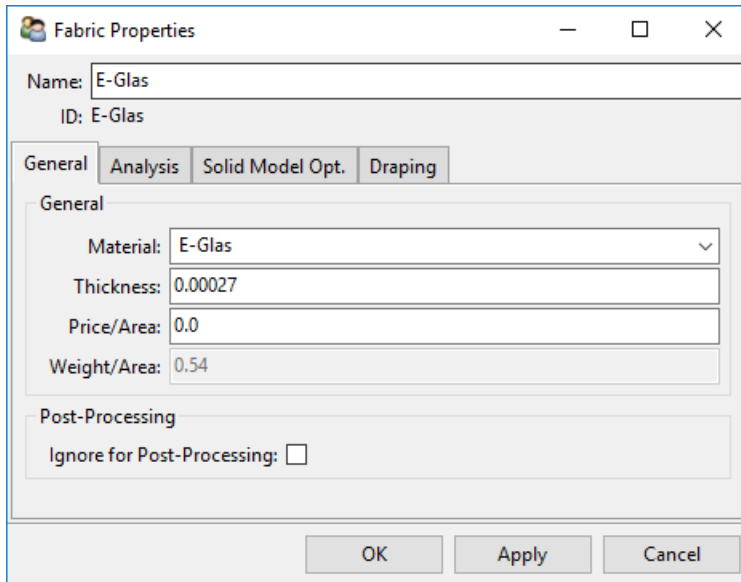 Fabric Properties
Name: E-Glas
ID: E-Glas
General Analysis Solid Model Opt. Draping
General
Material: E-Glas
Thickness: 0.00027
Price/Area: 0.0
Weight/Area: 0.54
Post-Processing
Ignore for Post-Processing:
OK Apply Cancel